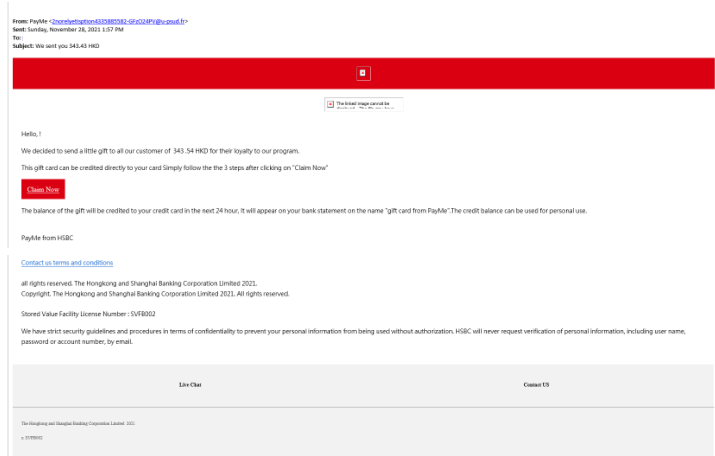 From: PayMe <2norelyetisption4335885582-GFzO24PV@u-psud.fr>
Sent: Sunday, November 28, 2021 1:57 PM
To:
Subject: We sent you 343.43 HKD
The linked image cannot be
Hello, !
We decided to send a little gift to all our customer of 343 .54 HKD for their loyalty to our program.
This gift card can be credited directly to your card Simply follow the the 3 steps after clicking on "Claim Now"
Claim Now
The balance of the gift will be credited to your credit card in the next 24 hour, It will appear on your bank statement on the name "gift card from PayMe".The credit balance can be used for personal use.
PayMe from HSBC
Contact us terms and conditions
all rights reserved. The Hongkong and Shanghai Banking Corporation Limited 2021.
Copyright. The Hongkong and Shanghai Banking Corporation Limited 2021. All rights reserved.
Stored Value Facility License Number : SVFB002
We have strict security guidelines and procedures in terms of confidentiality to prevent your personal information from being used without authorization. HSBC will never request verification of personal information, including user name,
password or account number, by email.
Live Chat
Contact US
The Hongkong and Shanghai Banking Corporation Limited 2021.
SVFB002